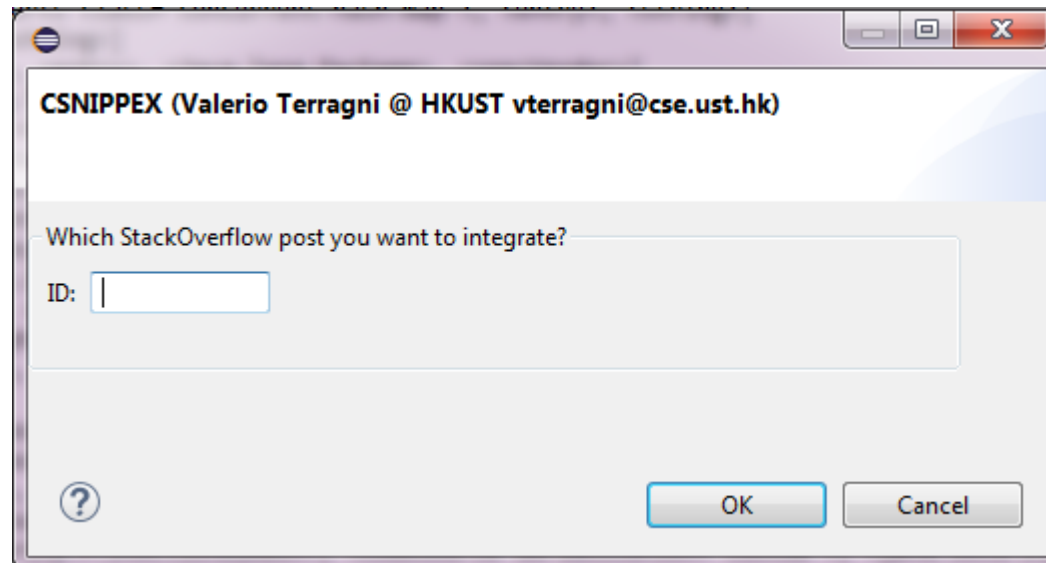 CSNIPPEX (Valerio Terragni @ HKUST vterragni@cse.ust.hk)
Which StackOverflow post you want to integrate?
ID:
OK
Cancel